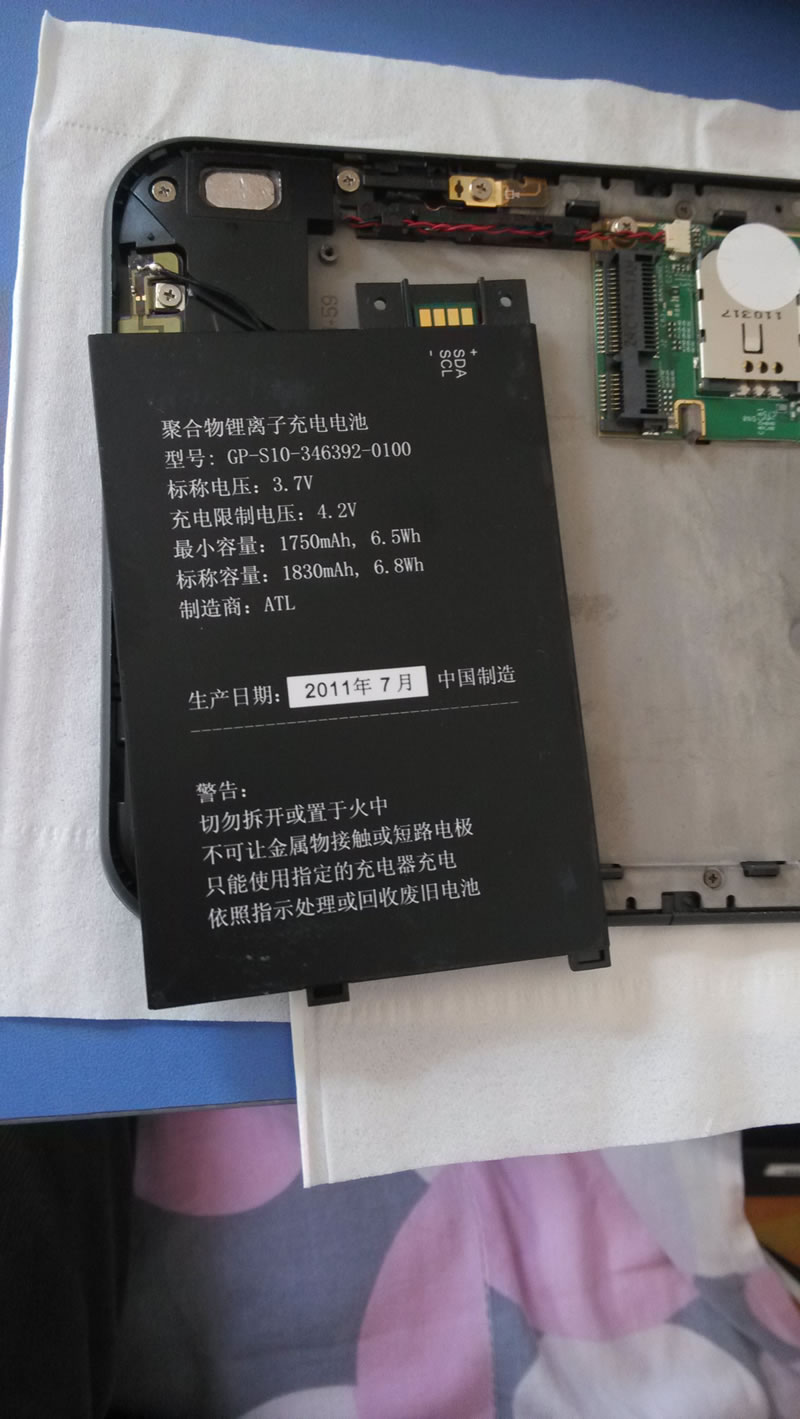 +
SDA
SCL
-
聚合物锂离子充电电池
型号: GP-S10-346392-0100
标称电压: 3.7V
充电限制电压: 4.2V
最小容量: 1750mAh, 6.5Wh
标称容量: 1830mAh, 6.8Wh
制造商: ATL
生产日期: 2011年 7月 中国制造
警告:
切勿拆开或置于火中
不可让金属物接触或短路电极
只能使用指定的充电器充电
依照指示处理或回收废旧电池
110317